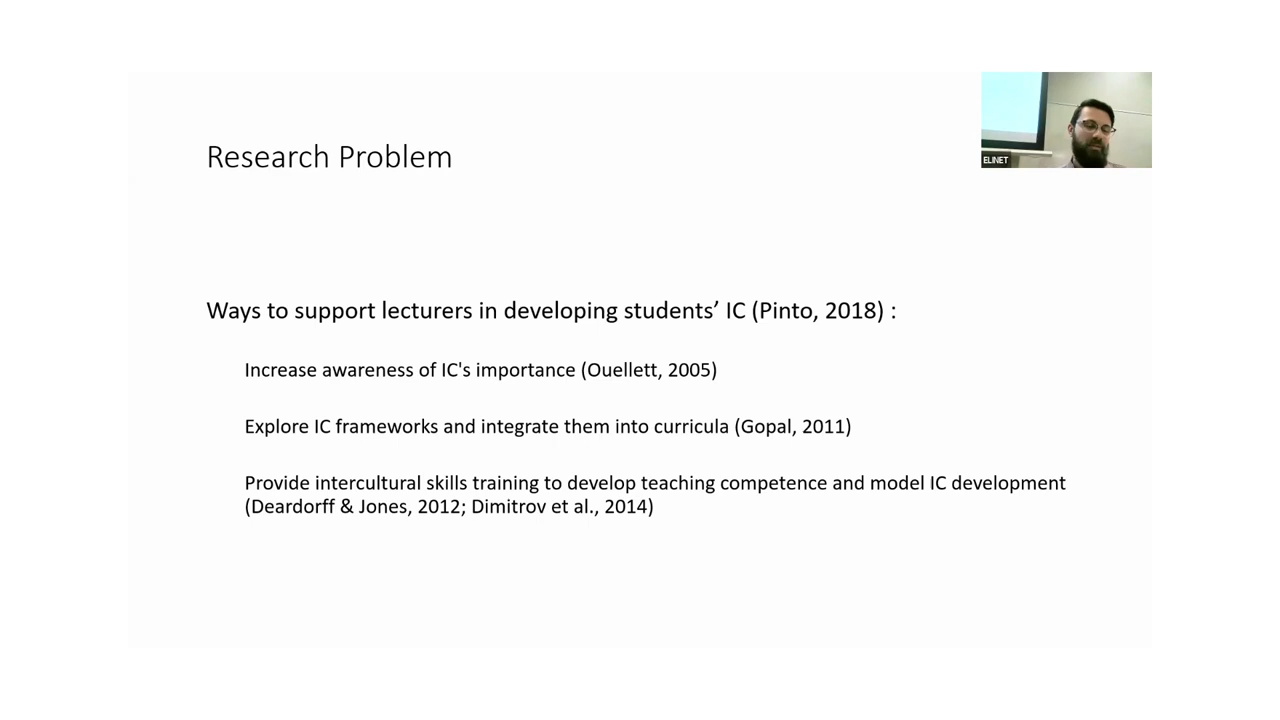 Research Problem
ELINET
Ways to support lecturers in developing students’ IC (Pinto, 2018) :
Increase awareness of IC's importance (Ouellett, 2005)
Explore IC frameworks and integrate them into curricula (Gopal, 2011)
Provide intercultural skills training to develop teaching competence and model IC development
(Deardorff & Jones, 2012; Dimitrov et al., 2014)